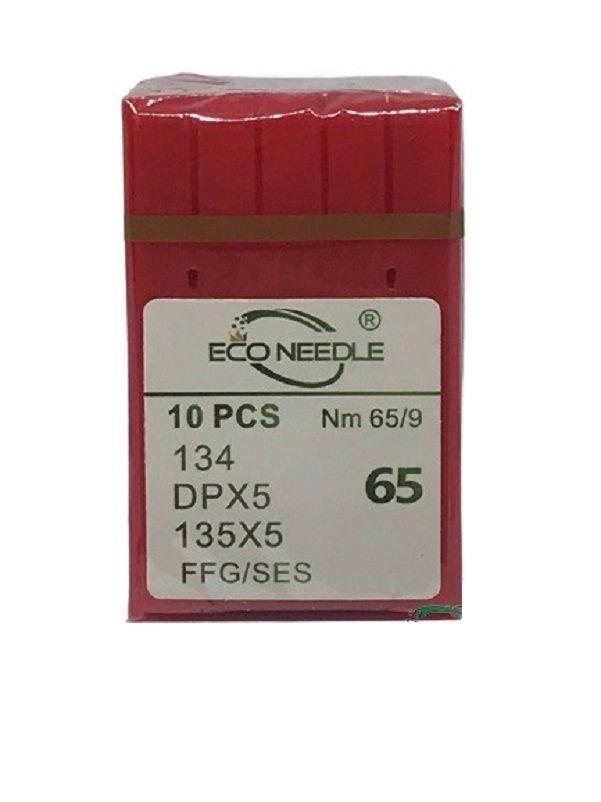 ®
ECO NEEDLE
10 PCS Nm 65/9
134
DPX5
65
135X5
FFG/SES